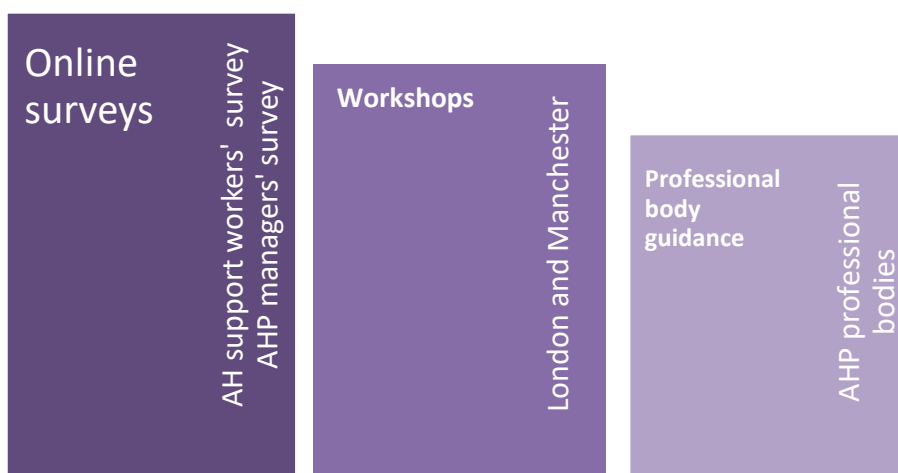 Online
surveys
AH support workers' survey
AHP managers' survey
Workshops
London and Manchester
Professional
body
guidance
AHP professional
bodies